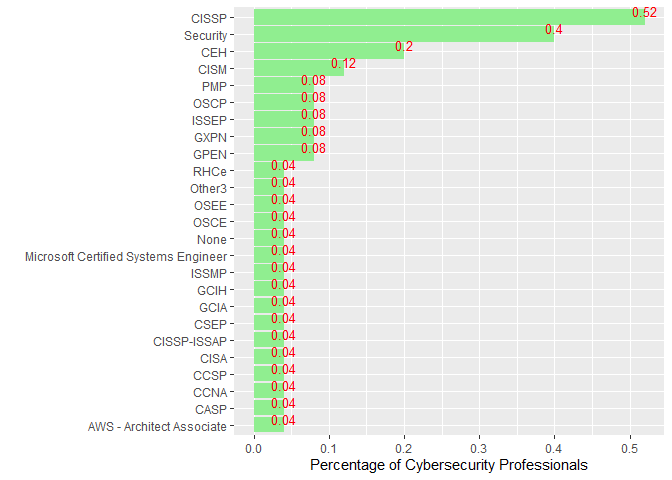 CISSP 0.52
Security 0.4
CEH 0.2
CISM 0.12
PMP 0.08
OSCP 0.08
ISSEP 0.08
GXPN 0.08
GPEN 0.08
RHCe 0.04
Other3 0.04
OSEE 0.04
OSCE 0.04
None 0.04
Microsoft Certified Systems Engineer 0.04
ISSMP 0.04
GCIH 0.04
GCIA 0.04
CSEP 0.04
CISSP-ISSAP 0.04
CISA 0.04
CCSP 0.04
CCNA 0.04
CASP 0.04
AWS - Architect Associate 0.04
0.0 0.1 0.2 0.3 0.4 0.5
Percentage of Cybersecurity Professionals